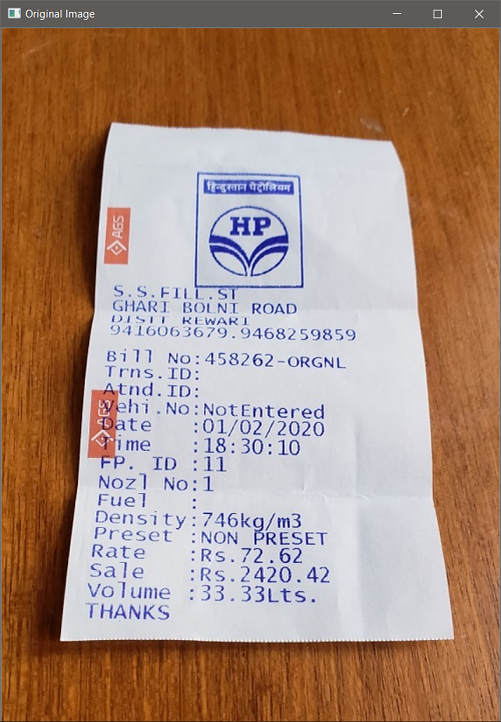 Original Image
हिन्दुस्तान पेट्रोलियम
HP
AGS
S.S.FILL.ST
GHARI BOLNI ROAD
DISTT REWARI
9416063679.9468259859
Bill No:458262-ORGNL
Trns.ID:
Atnd.ID:
AGS
Vehi.No:NotEntered
Date :01/02/2020
Time :18:30:10
FP. ID :11
Nozl No:1
Fuel :
Density:746kg/m3
Preset :NON PRESET
Rate :Rs.72.62
Sale :Rs.2420.42
Volume :33.33Lts.
THANKS